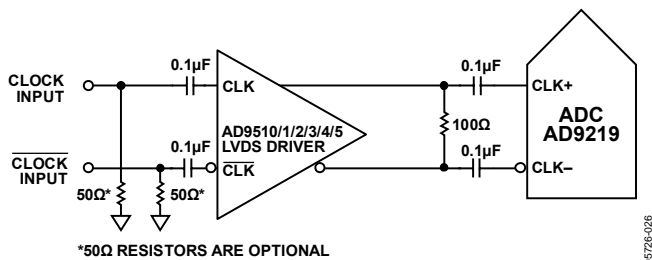 0.1µF
0.1µF
CLOCK
INPUT
CLK
CLK+
ADC
AD9219
AD9510/1/2/3/4/5
LVDS DRIVER
100Ω
0.1µF
0.1µF
CLOCK
INPUT
CLK
CLK–
50Ω*
50Ω*
*50Ω RESISTORS ARE OPTIONAL
5726-026